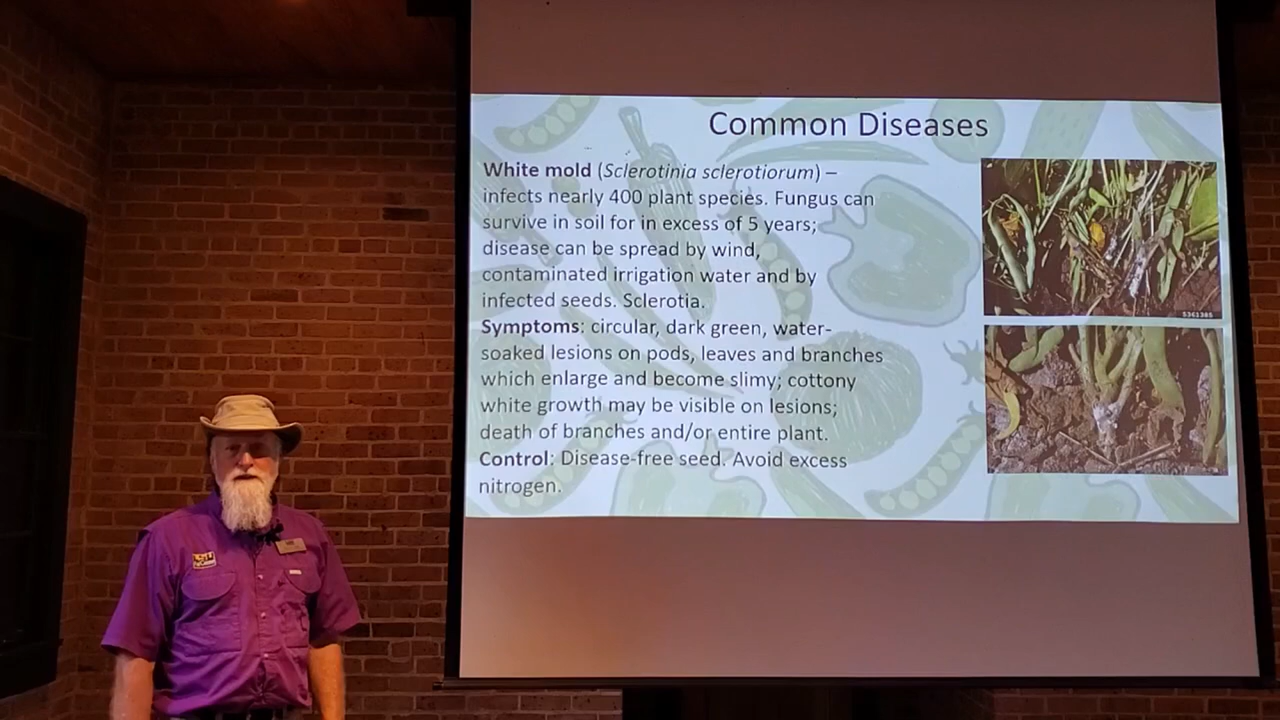 Common Diseases
White mold (Sclerotinia sclerotiorum) –
infects nearly 400 plant species. Fungus can
survive in soil for in excess of 5 years;
disease can be spread by wind,
contaminated irrigation water and by
infected seeds. Sclerotia.
Symptoms: circular, dark green, water-
soaked lesions on pods, leaves and branches
which enlarge and become slimy; cottony
white growth may be visible on lesions;
death of branches and/or entire plant.
Control: Disease-free seed. Avoid excess
nitrogen.
5361385